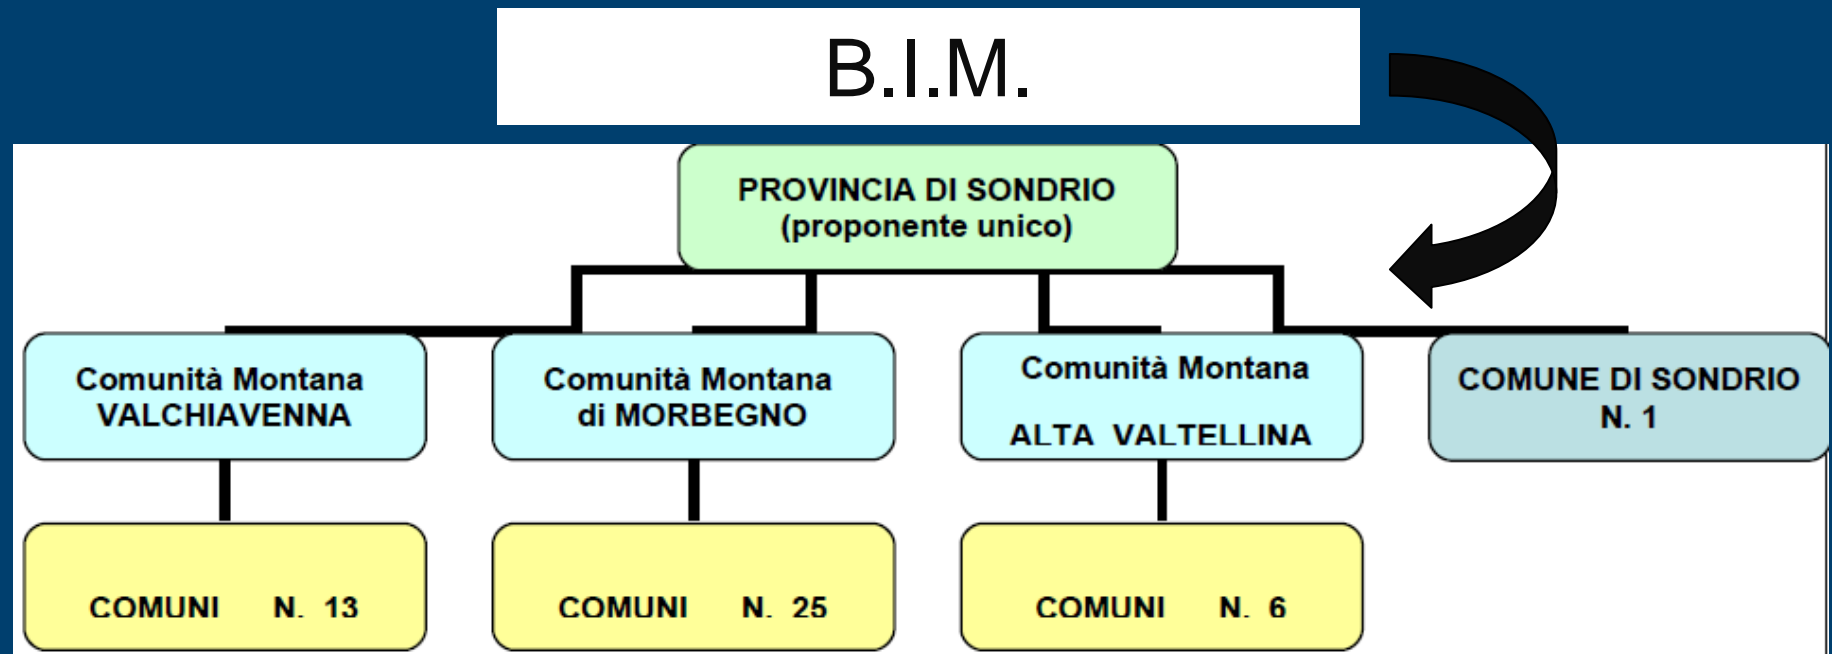 B.I.M.
PROVINCIA DI SONDRIO
(proponente unico)
Comunità Montana
VALCHIAVENNA
Comunità Montana
di MORBEGNO
Comunità Montana
ALTA VALTELLINA
COMUNE DI SONDRIO
N. 1
COMUNI N. 13
COMUNI N. 25
COMUNI N. 6